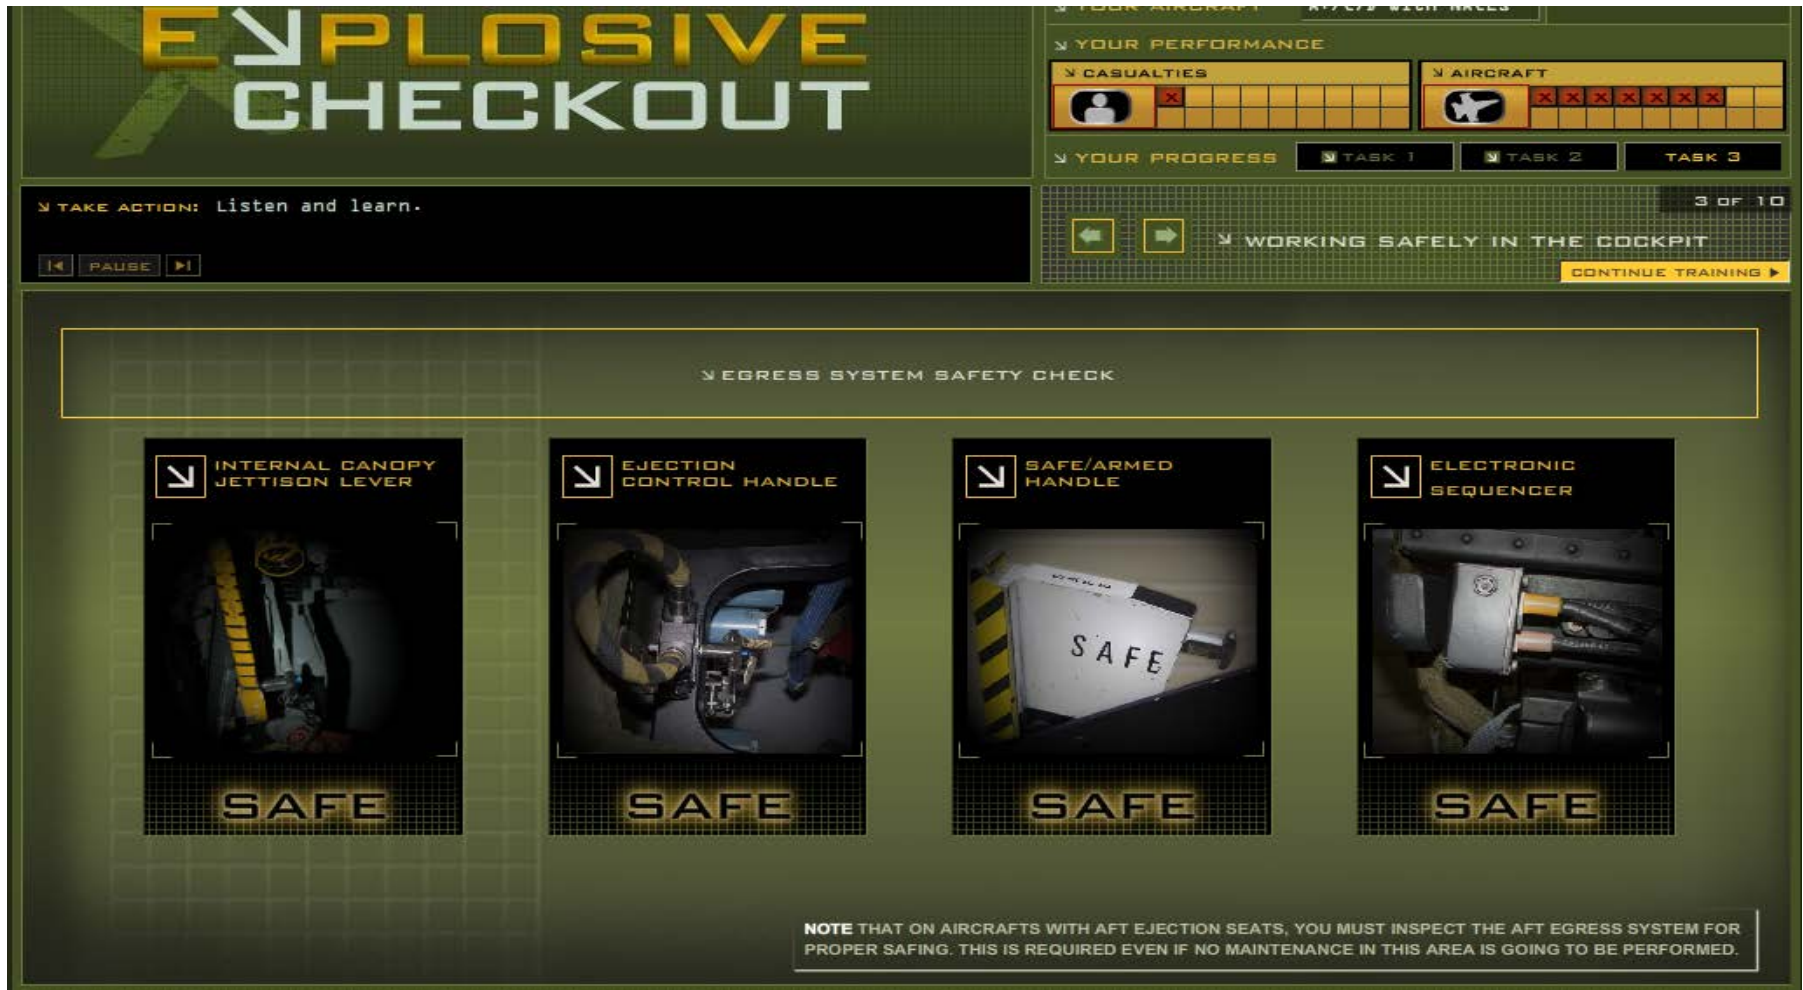 EXPLOSIVE
CHECKOUT
YOUR AIRCRAFT
YOUR PERFORMANCE
CASUALTIES
X
AIRCRAFT
X X X X X X X
YOUR PROGRESS TASK 1 TASK 2 TASK 3
TAKE ACTION: Listen and learn.
PAUSE
3 OF 10
WORKING SAFELY IN THE COCKPIT
CONTINUE TRAINING
EGRESS SYSTEM SAFETY CHECK
INTERNAL CANOPY
JETTISON LEVER
SAFE
EJECTION
CONTROL HANDLE
SAFE
SAFE/ARMED
HANDLE
SAFE
SAFE
ELECTRONIC
SEQUENCER
SAFE
NOTE THAT ON AIRCRAFTS WITH AFT EJECTION SEATS, YOU MUST INSPECT THE AFT EGRESS SYSTEM FOR
PROPER SAFING. THIS IS REQUIRED EVEN IF NO MAINTENANCE IN THIS AREA IS GOING TO BE PERFORMED.